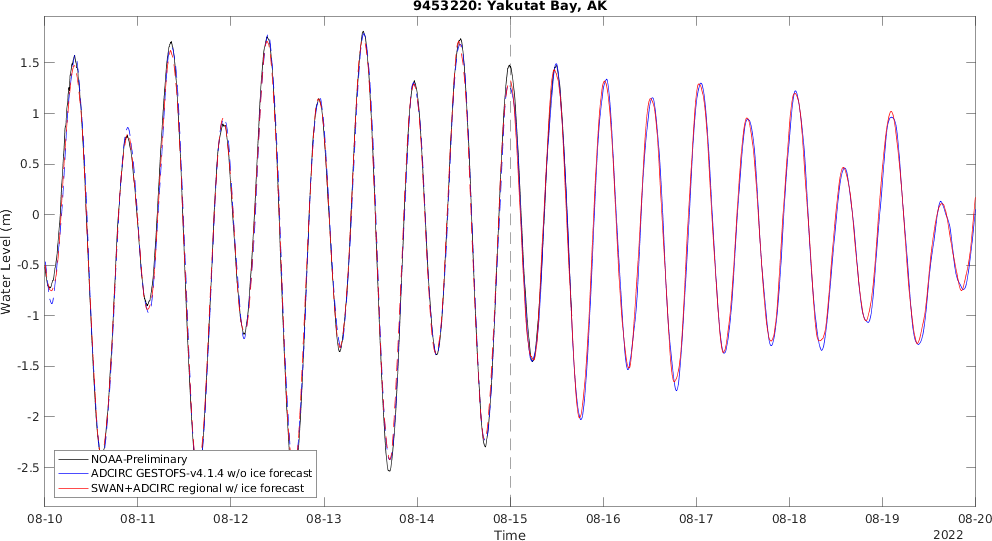 9453220: Yakutat Bay, AK
Water Level (m)
1.5
1
0.5
0
-0.5
-1
-1.5
-2
-2.5
NOAA-Preliminary
ADCIRC GESTOFS-v4.1.4 w/o ice forecast
SWAN+ADCIRC regional w/ ice forecast
08-10 08-11 08-12 08-13 08-14 08-15 08-16 08-17 08-18 08-19 08-20
Time
2022